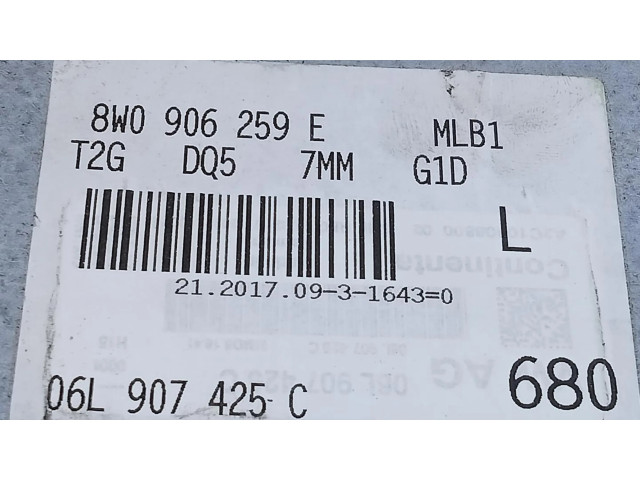 8W0 906 259 E MLB1
T2G DQ5 7MM G1D
L
21.2017.09-3-1643=0
06L 907 425 C 680